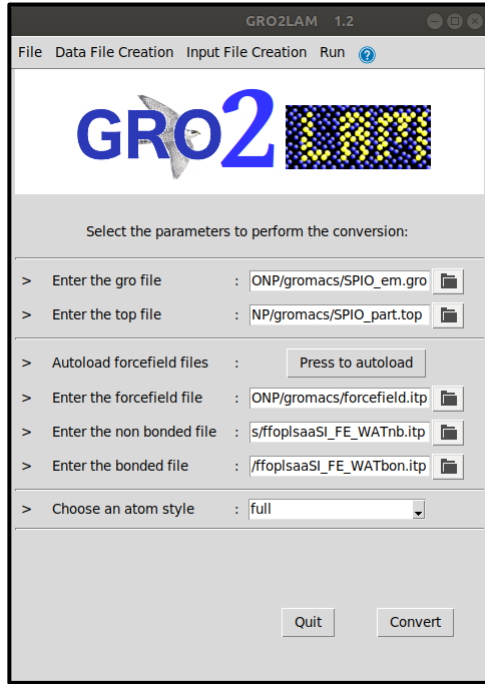 GRO2LAM 1.2
File Data File Creation Input File Creation Run ?
GRO2LAM
Select the parameters to perform the conversion:
> Enter the gro file : ONP/gromacs/SPIO_em.gro
> Enter the top file : NP/gromacs/SPIO_part.top
> Autoload forcefield files : Press to autoload
> Enter the forcefield file : ONP/gromacs/forcefield.itp
> Enter the non bonded file : s/ffoplsaaSI_FE_WATnb.itp
> Enter the bonded file : /ffoplsaaSI_FE_WATbon.itp
> Choose an atom style : full
Quit Convert